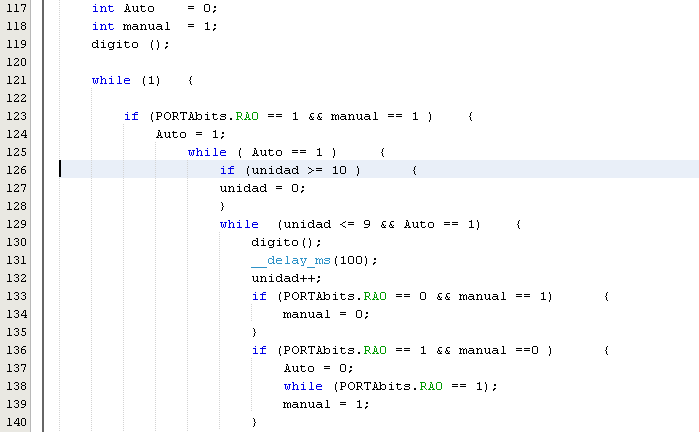 117 int Auto = 0;
118 int manual = 1;
119 digito ();
120
121 while (1) {
122
123 if (PORTAbits.RA0 == 1 && manual == 1 ) {
124 Auto = 1;
125 while ( Auto == 1 ) {
126 if (unidad >= 10 ) {
127 unidad = 0;
128 }
129 while (unidad <= 9 && Auto == 1) {
130 digito();
131 __delay_ms(100);
132 unidad++;
133 if (PORTAbits.RA0 == 0 && manual == 1) {
134 manual = 0;
135 }
136 if (PORTAbits.RA0 == 1 && manual ==0 ) {
137 Auto = 0;
138 while (PORTAbits.RA0 == 1);
139 manual = 1;
140 }